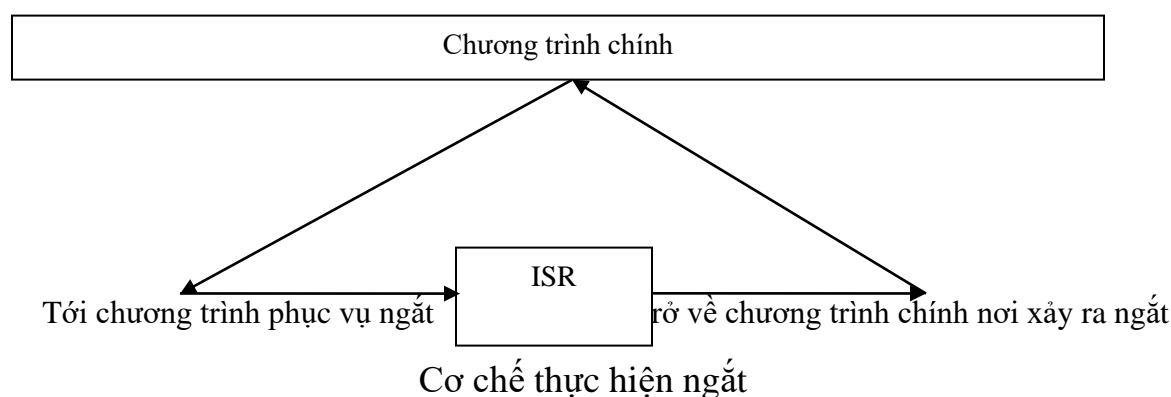 Chương trình chính
ISR
Tới chương trình phục vụ ngắt
rở về chương trình chính nơi xảy ra ngắt
Cơ chế thực hiện ngắt